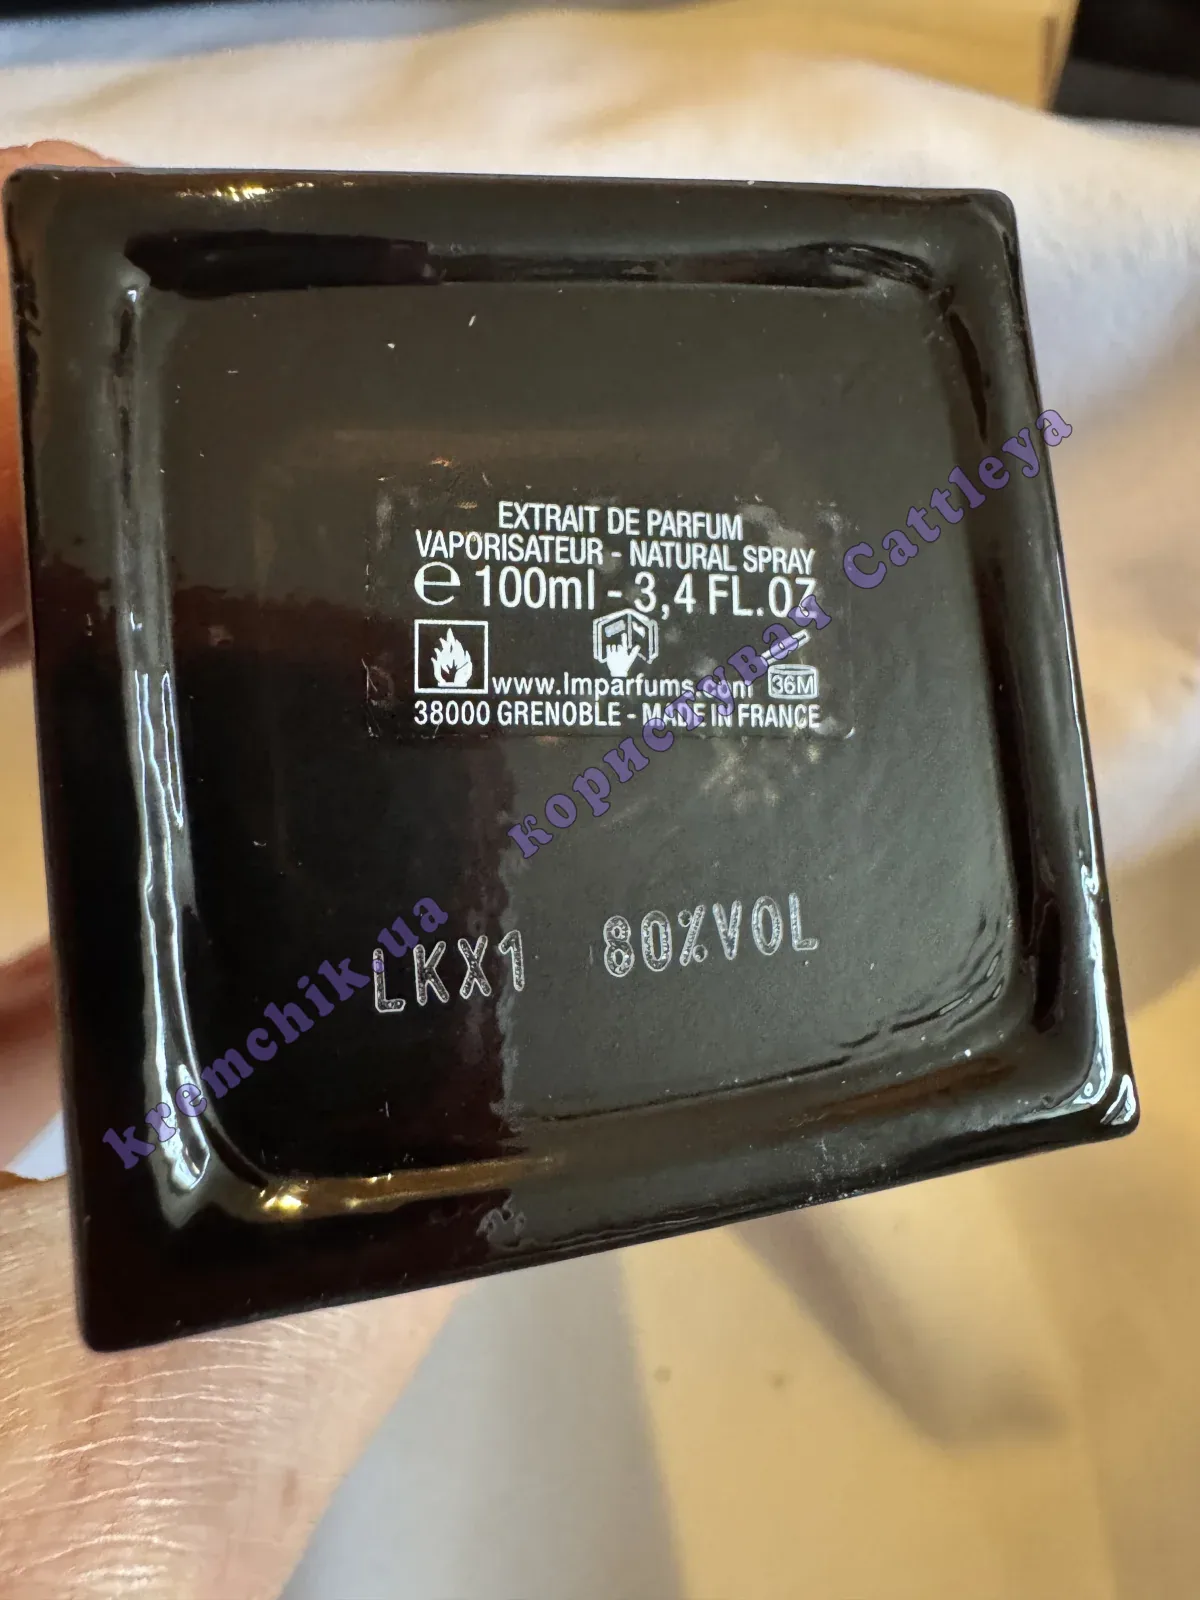 EXTRAIT DE PARFUM
VAPORISATEUR - NATURAL SPRAY
e 100ml - 3,4 FL.OZ
www.lmparfums.com 36M
38000 GRENOBLE - MADE IN FRANCE
LKX1 80%VOL
kremchik.ua користувач Cattleya